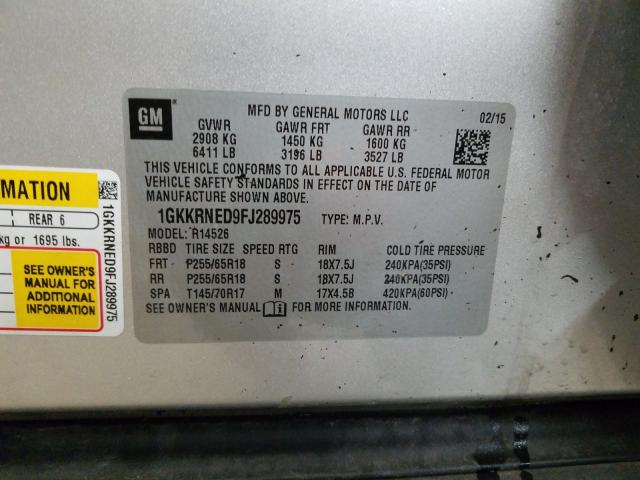 GM
MFD BY GENERAL MOTORS LLC 02/15
GVWR GAWR FRT GAWR RR
2908 KG 1450 KG 1600 KG
6411 LB 3196 LB 3527 LB
THIS VEHICLE CONFORMS TO ALL APPLICABLE U.S. FEDERAL MOTOR
VEHICLE SAFETY STANDARDS IN EFFECT ON THE DATE OF
MANUFACTURE SHOWN ABOVE.
1GKKRNED9FJ289975 TYPE: M.P.V.
MODEL: R14526
RBBD TIRE SIZE SPEED RTG RIM COLD TIRE PRESSURE
FRT P255/65R18 S 18X7.5J 240KPA(35PSI)
RR P255/65R18 S 18X7.5J 240KPA(35PSI)
SPA T145/70R17 M 17X4.5B 420KPA(60PSI)
SEE OWNER'S MANUAL FOR MORE INFORMATION.
MATION
REAR 6
kg or 1695 lbs.
SEE OWNER'S
MANUAL FOR
ADDITIONAL
INFORMATION
1GKKRNED9FJ289975